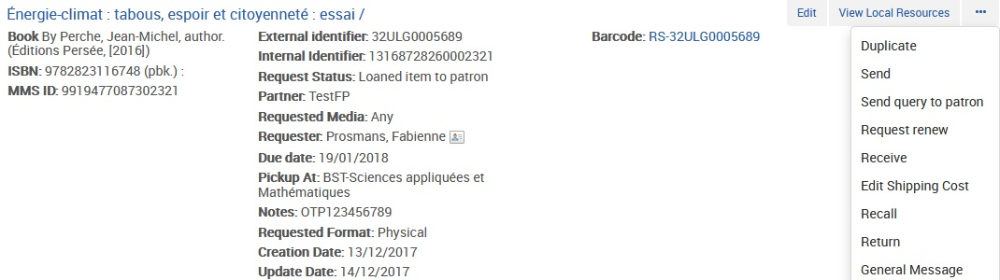 Énergie-climat : tabous, espoir et citoyenneté : essai /
Edit
View Local Resources
•••
Book By Perche, Jean-Michel, author.
(Éditions Persée, [2016])
ISBN: 9782823116748 (pbk.) :
MMS ID: 9919477087302321
External identifier: 32ULG0005689
Internal Identifier: 13168728260002321
Request Status: Loaned item to patron
Partner: TestFP
Requested Media: Any
Requester: Prosmans, Fabienne
Due date: 19/01/2018
Pickup At: BST-Sciences appliquées et
Mathématiques
Notes: OTP123456789
Requested Format: Physical
Creation Date: 13/12/2017
Update Date: 14/12/2017
Barcode: RS-32ULG0005689
Duplicate
Send
Send query to patron
Request renew
Receive
Edit Shipping Cost
Recall
Return
General Message